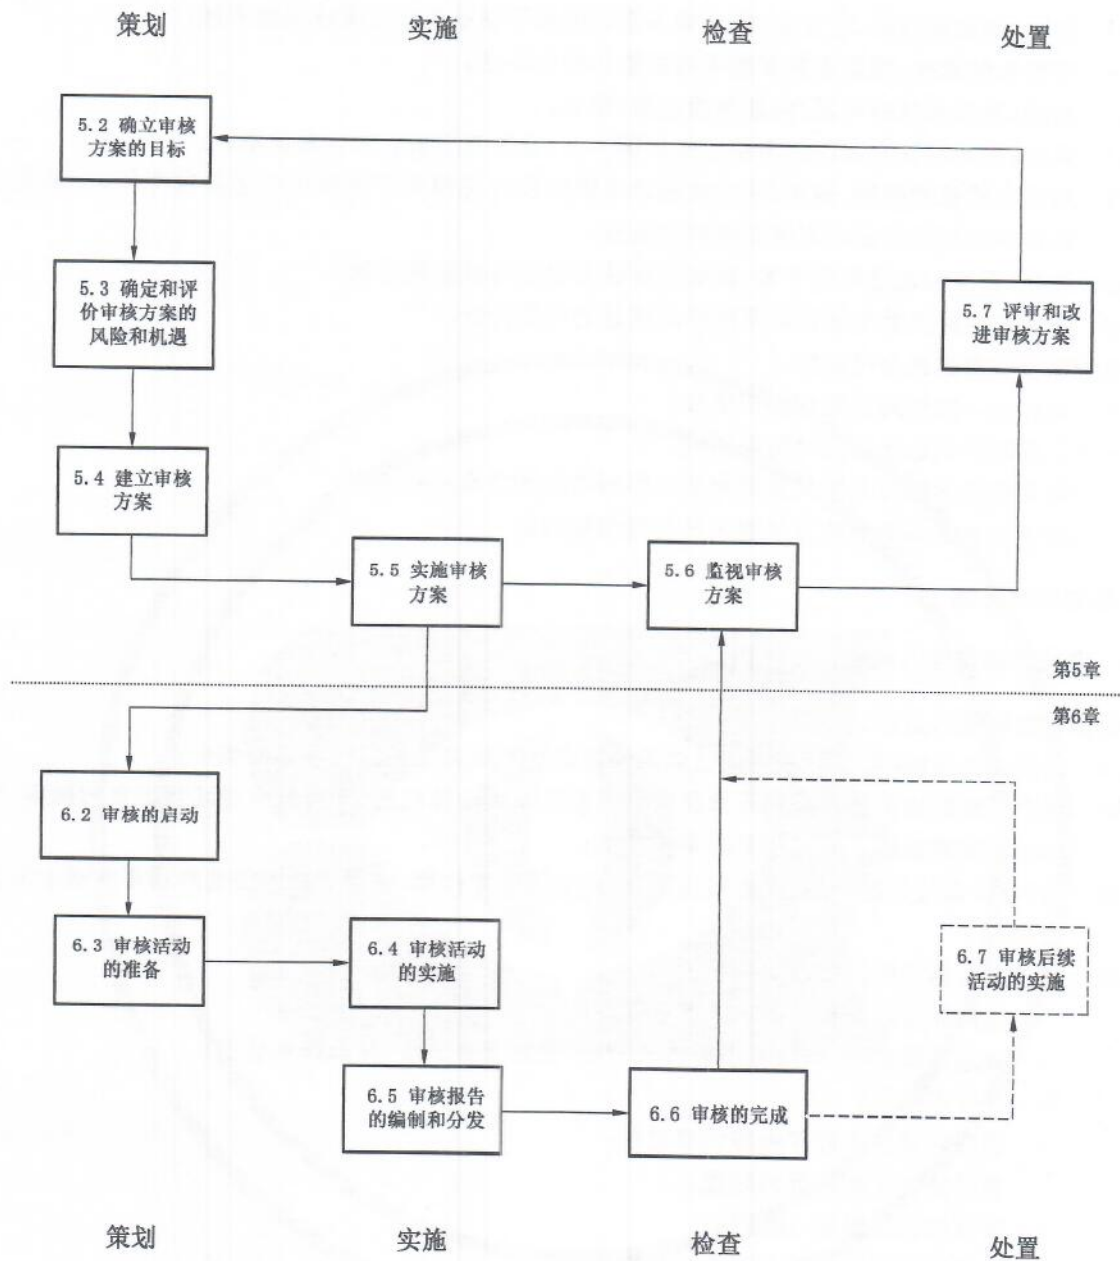 策划
实施
检查
处置
5.2 确立审核
方案的目标
5.3 确定和评
价审核方案的
风险和机遇
5.7 评审和改
进审核方案
5.4 建立审核
方案
5.5 实施审核
方案
5.6 监视审核
方案
第5章
第6章
6.2 审核的启动
6.3 审核活动
的准备
6.4 审核活动
的实施
6.7 审核后续
活动的实施
6.5 审核报告
的编制和分发
6.6 审核的完成
策划
实施
检查
处置